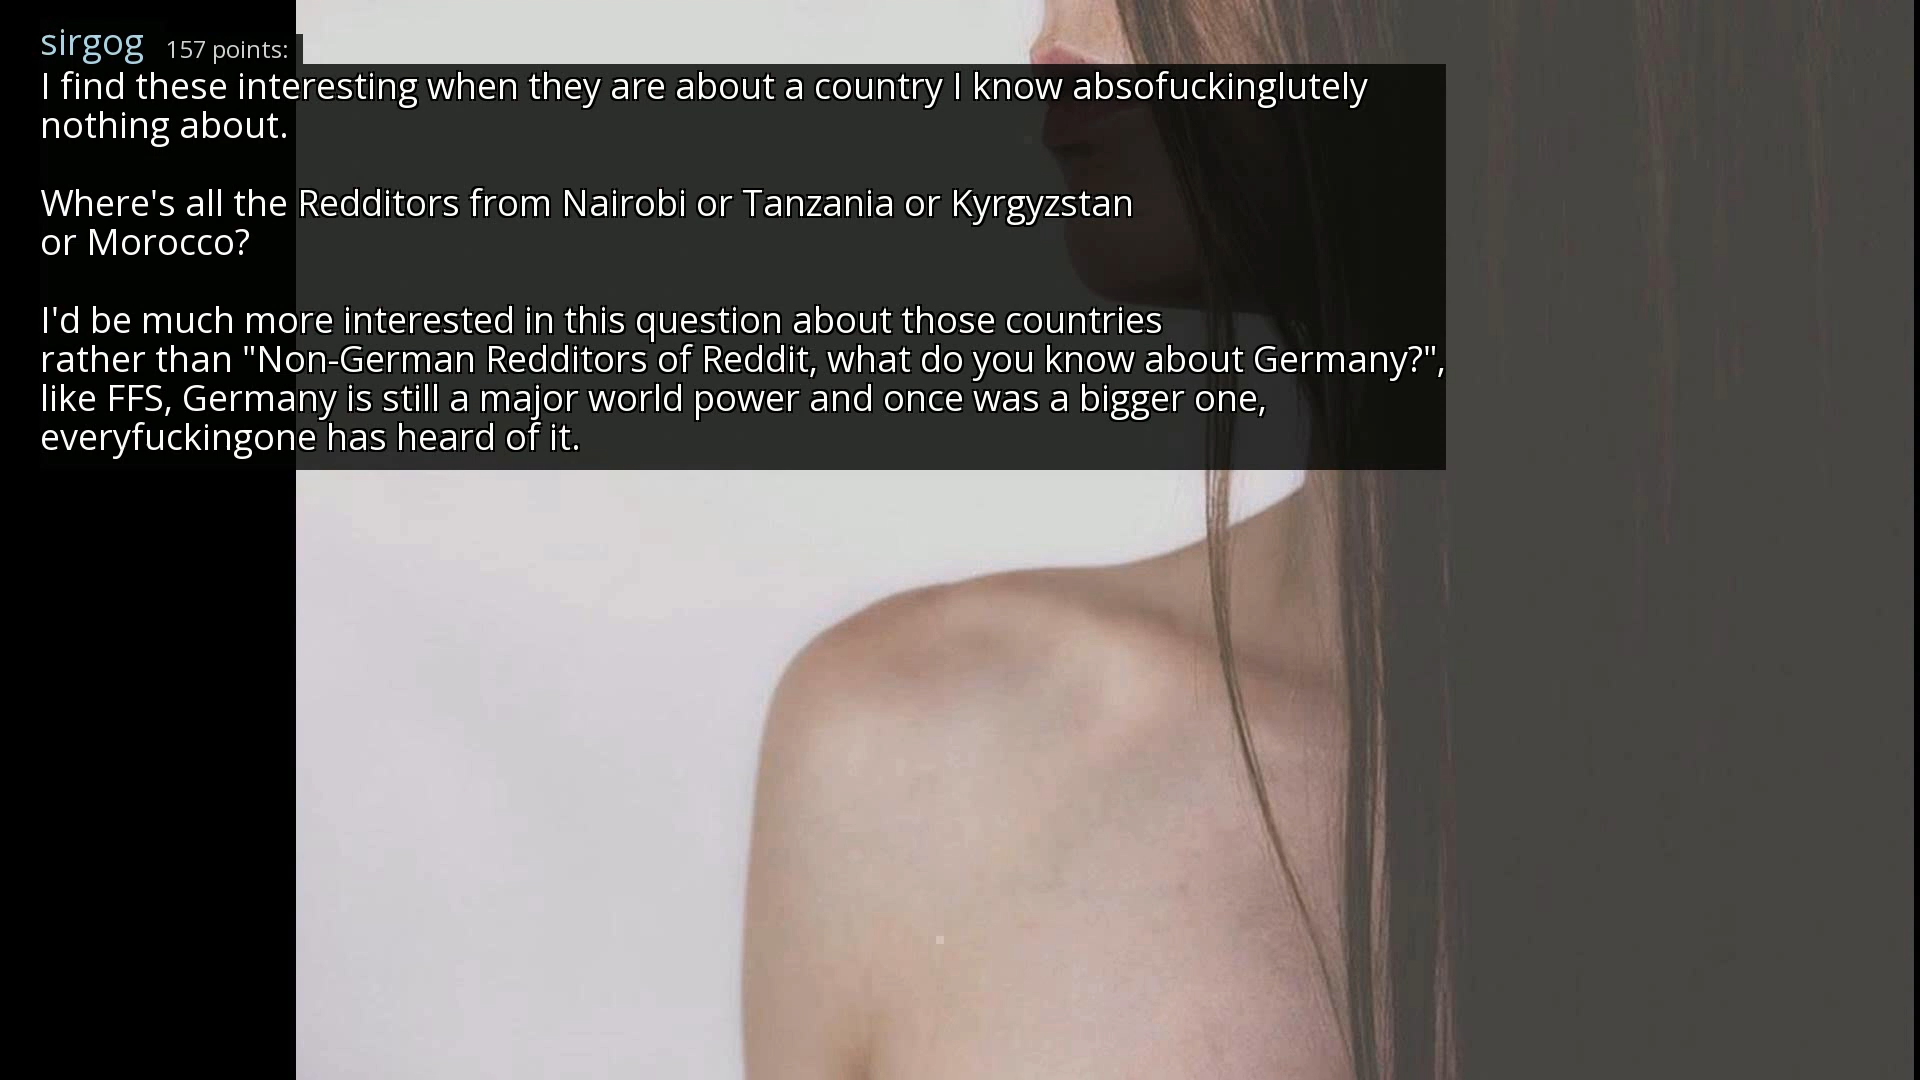 sirgog 157 points:
I find these interesting when they are about a country I know absofuckinglutely
nothing about.
Where's all the Redditors from Nairobi or Tanzania or Kyrgyzstan
or Morocco?
I'd be much more interested in this question about those countries
rather than "Non-German Redditors of Reddit, what do you know about Germany?",
like FFS, Germany is still a major world power and once was a bigger one,
everyfuckingone has heard of it.